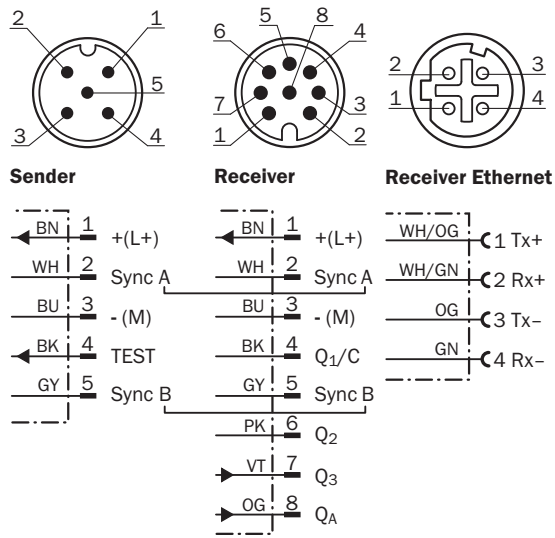 2 1 5 3 4
5 8 6 4 7 3 1 2
2 3 1 4
Sender
Receiver
Receiver Ethernet
BN 1 +(L+)
WH 2 Sync A
BU 3 - (M)
BK 4 TEST
GY 5 Sync B
BN 1 +(L+)
WH 2 Sync A
BU 3 - (M)
BK 4 Q1/C
GY 5 Sync B
PK 6 Q2
VT 7 Q3
OG 8 QA
WH/OG 1 Tx+
WH/GN 2 Rx+
OG 3 Tx–
GN 4 Rx–